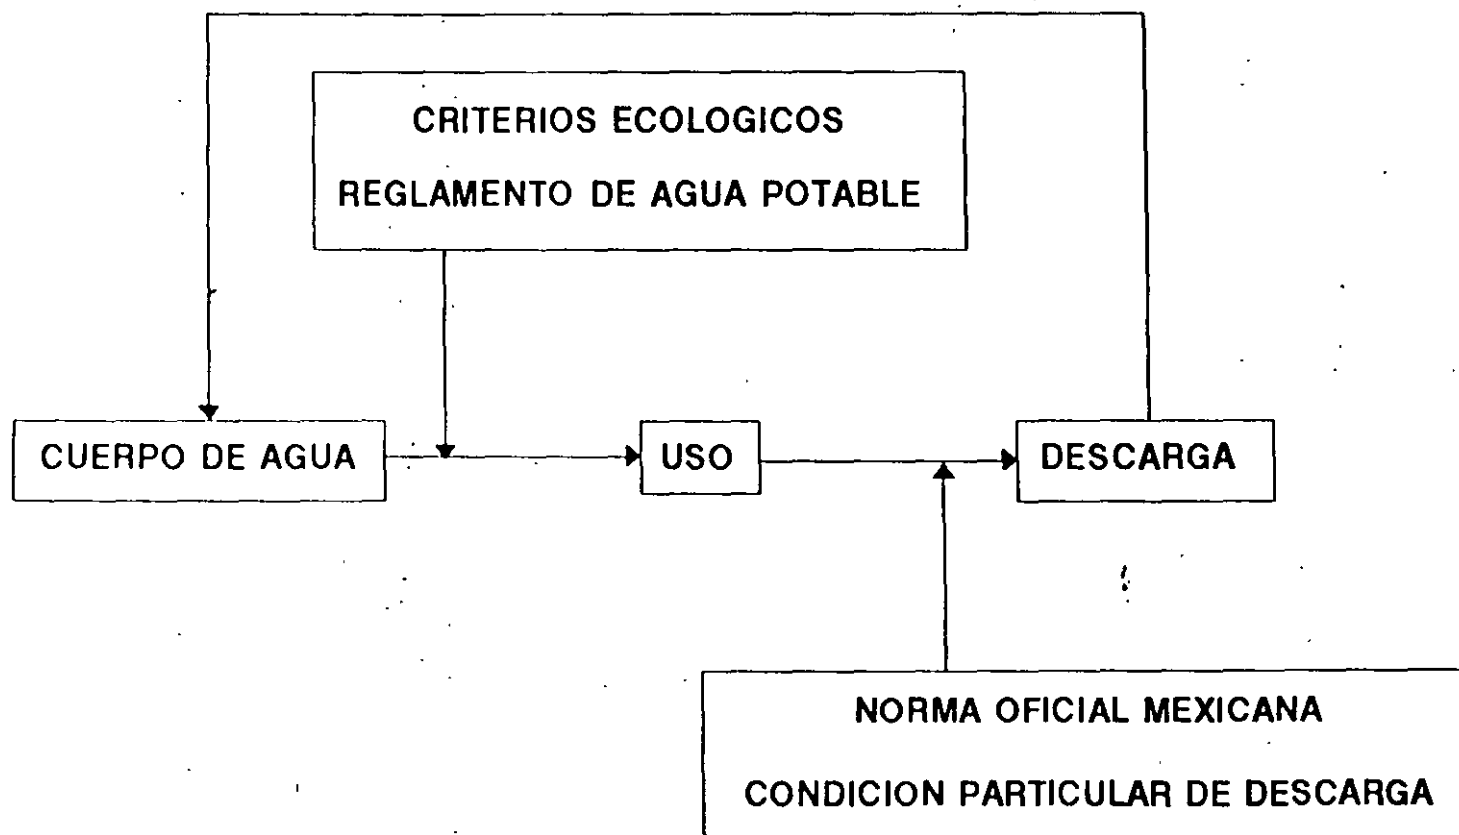 CRITERIOS ECOLOGICOS
REGLAMENTO DE AGUA POTABLE
CUERPO DE AGUA
USO
DESCARGA
NORMA OFICIAL MEXICANA
CONDICION PARTICULAR DE DESCARGA